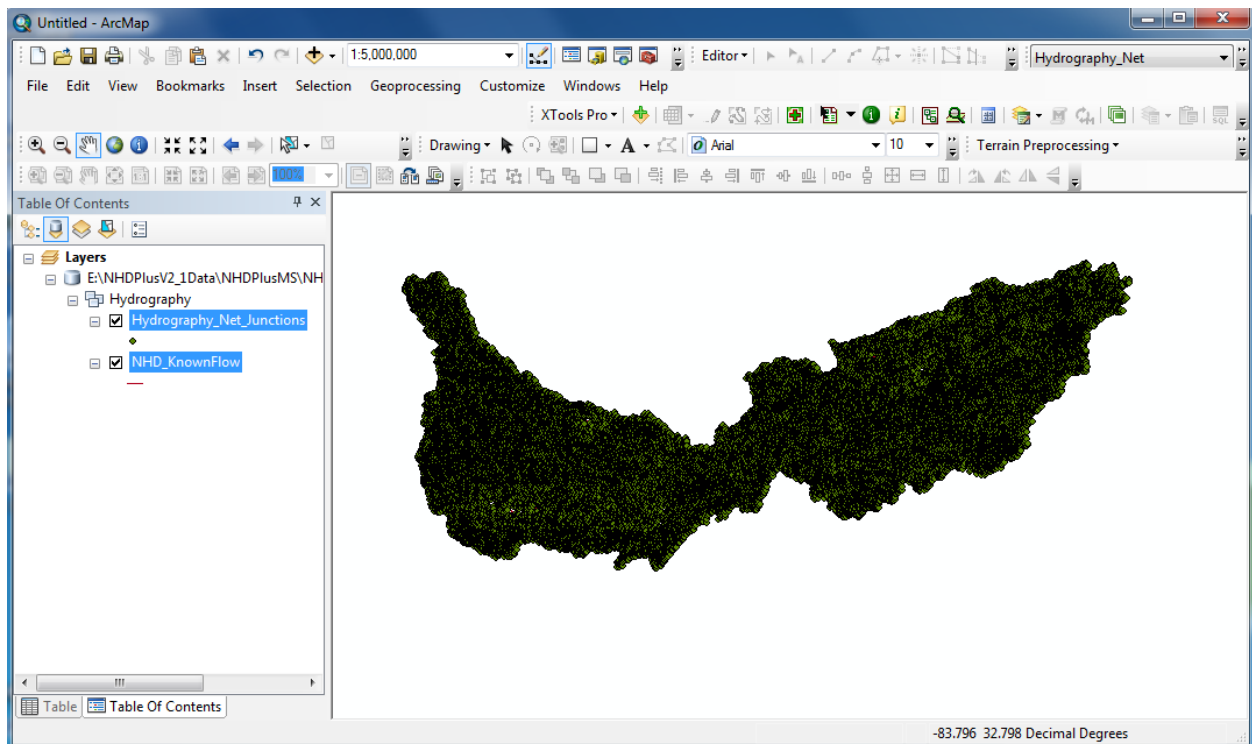 Untitled - ArcMap
1:5,000,000 Editor Hydrography_Net
File Edit View Bookmarks Insert Selection Geoprocessing Customize Windows Help
XTools Pro
Drawing A Arial 10 Terrain Preprocessing
100%
Table Of Contents
Layers
E:\NHDPlusV2_1Data\NHDPlusMS\NH
Hydrography
Hydrography_Net_Junctions
NHD_KnownFlow
Table Table Of Contents
-83.796 32.798 Decimal Degrees